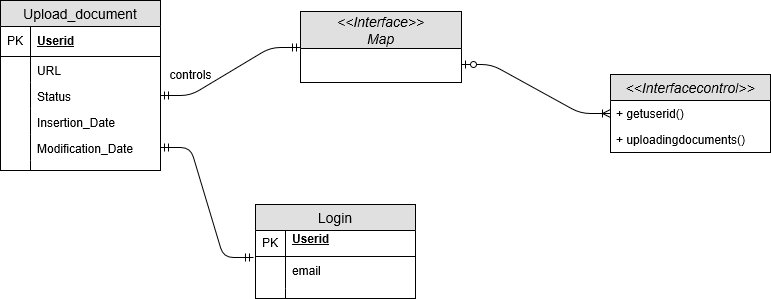 Upload_document
PK Userid
URL
Status
Insertion_Date
Modification_Date
controls
<<Interface>>
Map
<<Interfacecontrol>>
+ getuserid()
+ uploadingdocuments()
Login
PK Userid
email